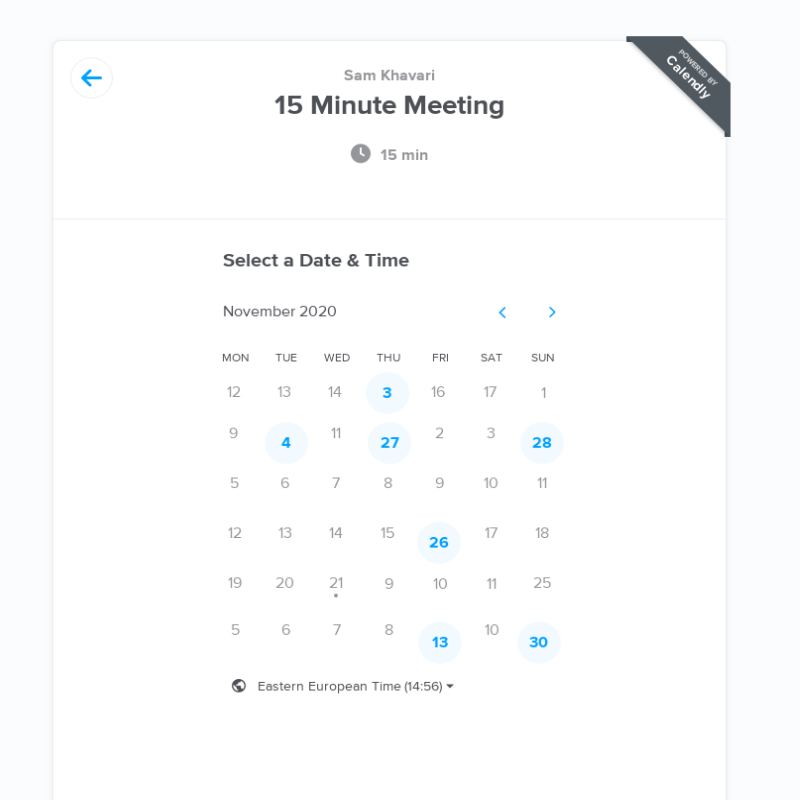 POWERED BY
Calendly
Sam Khavari
15 Minute Meeting
15 min
Select a Date & Time
November 2020
MON TUE WED THU FRI SAT SUN
12 13 14 3 16 17 1
9 4 11 27 2 3 28
5 6 7 8 9 10 11
12 13 14 15 26 17 18
19 20 21 9 10 11 25
5 6 7 8 13 10 30
Eastern European Time (14:56)